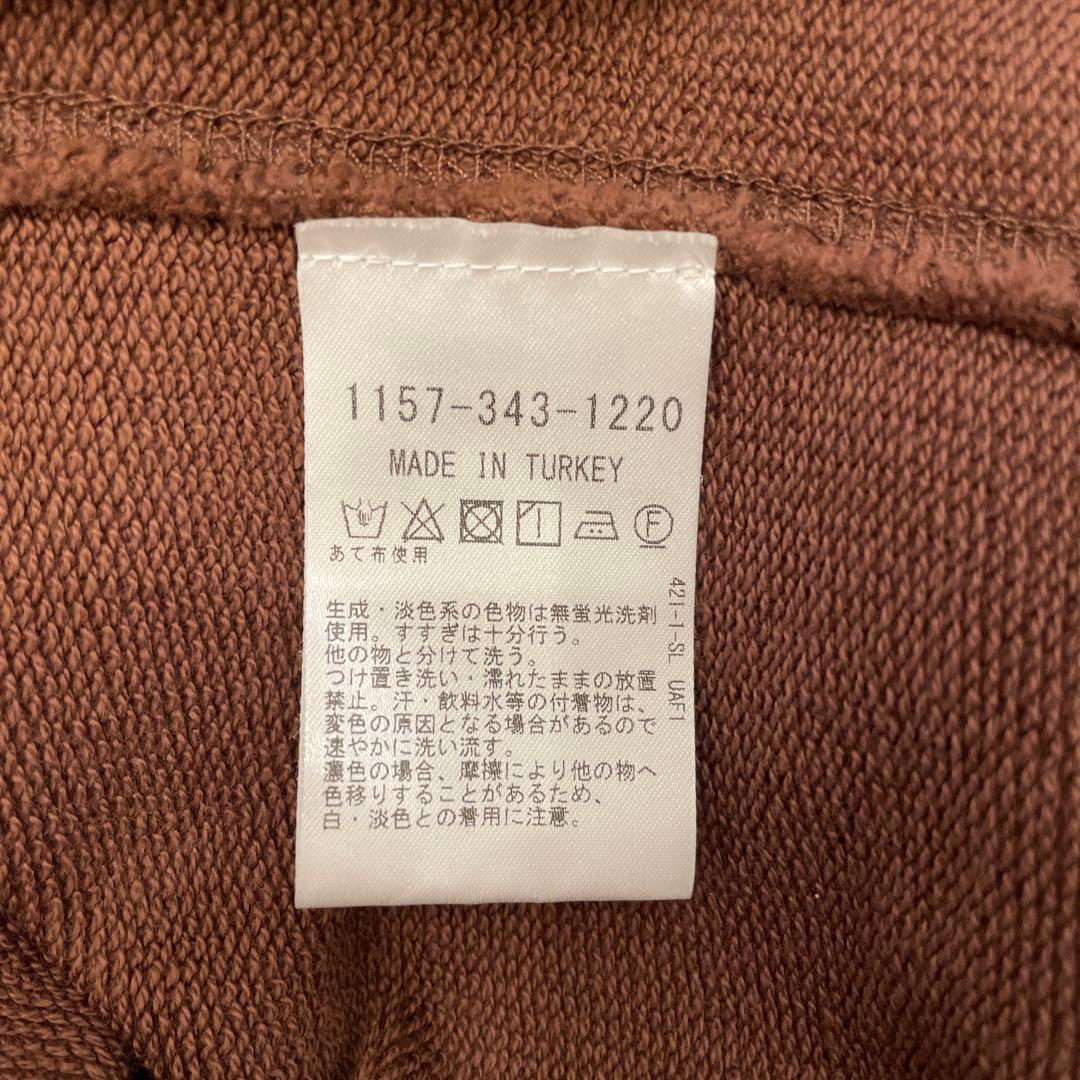 1157-343-1220
MADE IN TURKEY
F
あて布使用
生成・淡色系の色物は無蛍光洗剤
使用。すすぎは十分行う。
他の物と分けて洗う。
つけ置き洗い・濡れたままの放置
禁止。汗・飲料水等の付着物は、
変色の原因となる場合があるので
速やかに洗い流す。
濃色の場合、摩擦により他の物へ
色移りすることがあるため、
白・淡色との着用に注意。
421-1-SL UAF1